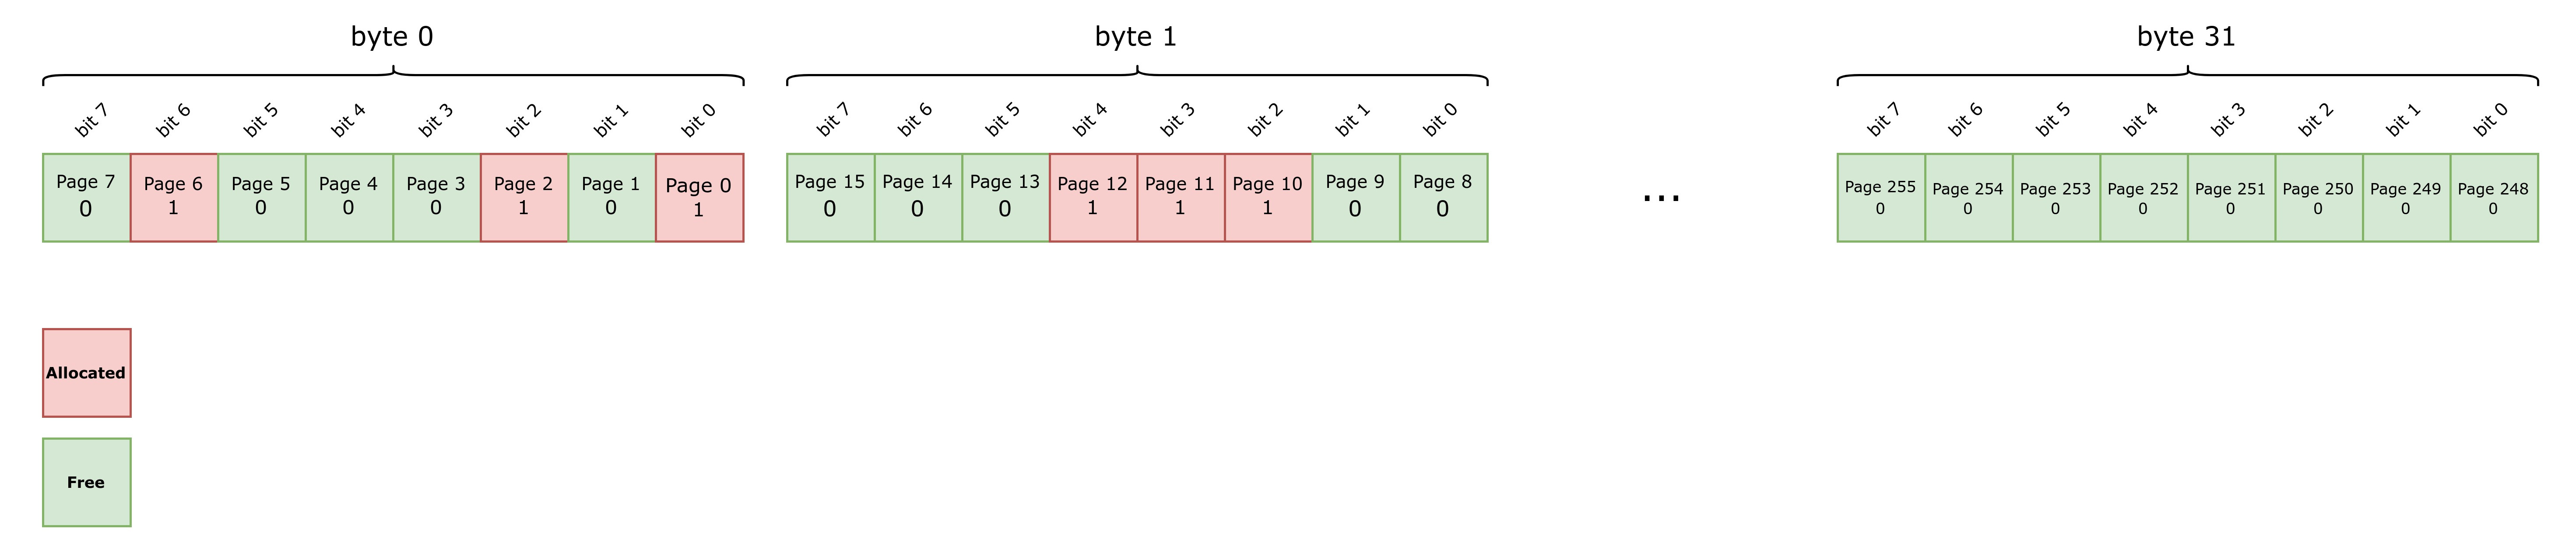 byte 0
byte 1
byte 31
bit 7 bit 6 bit 5 bit 4 bit 3 bit 2 bit 1 bit 0
bit 7 bit 6 bit 5 bit 4 bit 3 bit 2 bit 1 bit 0
bit 7 bit 6 bit 5 bit 4 bit 3 bit 2 bit 1 bit 0
Page 7 Page 6 Page 5 Page 4 Page 3 Page 2 Page 1 Page 0
0 1 0 0 0 1 0 1
Page 15 Page 14 Page 13 Page 12 Page 11 Page 10 Page 9 Page 8
0 0 0 1 1 1 0 0
...
Page 255 Page 254 Page 253 Page 252 Page 251 Page 250 Page 249 Page 248
0 0 0 0 0 0 0 0
Allocated
Free